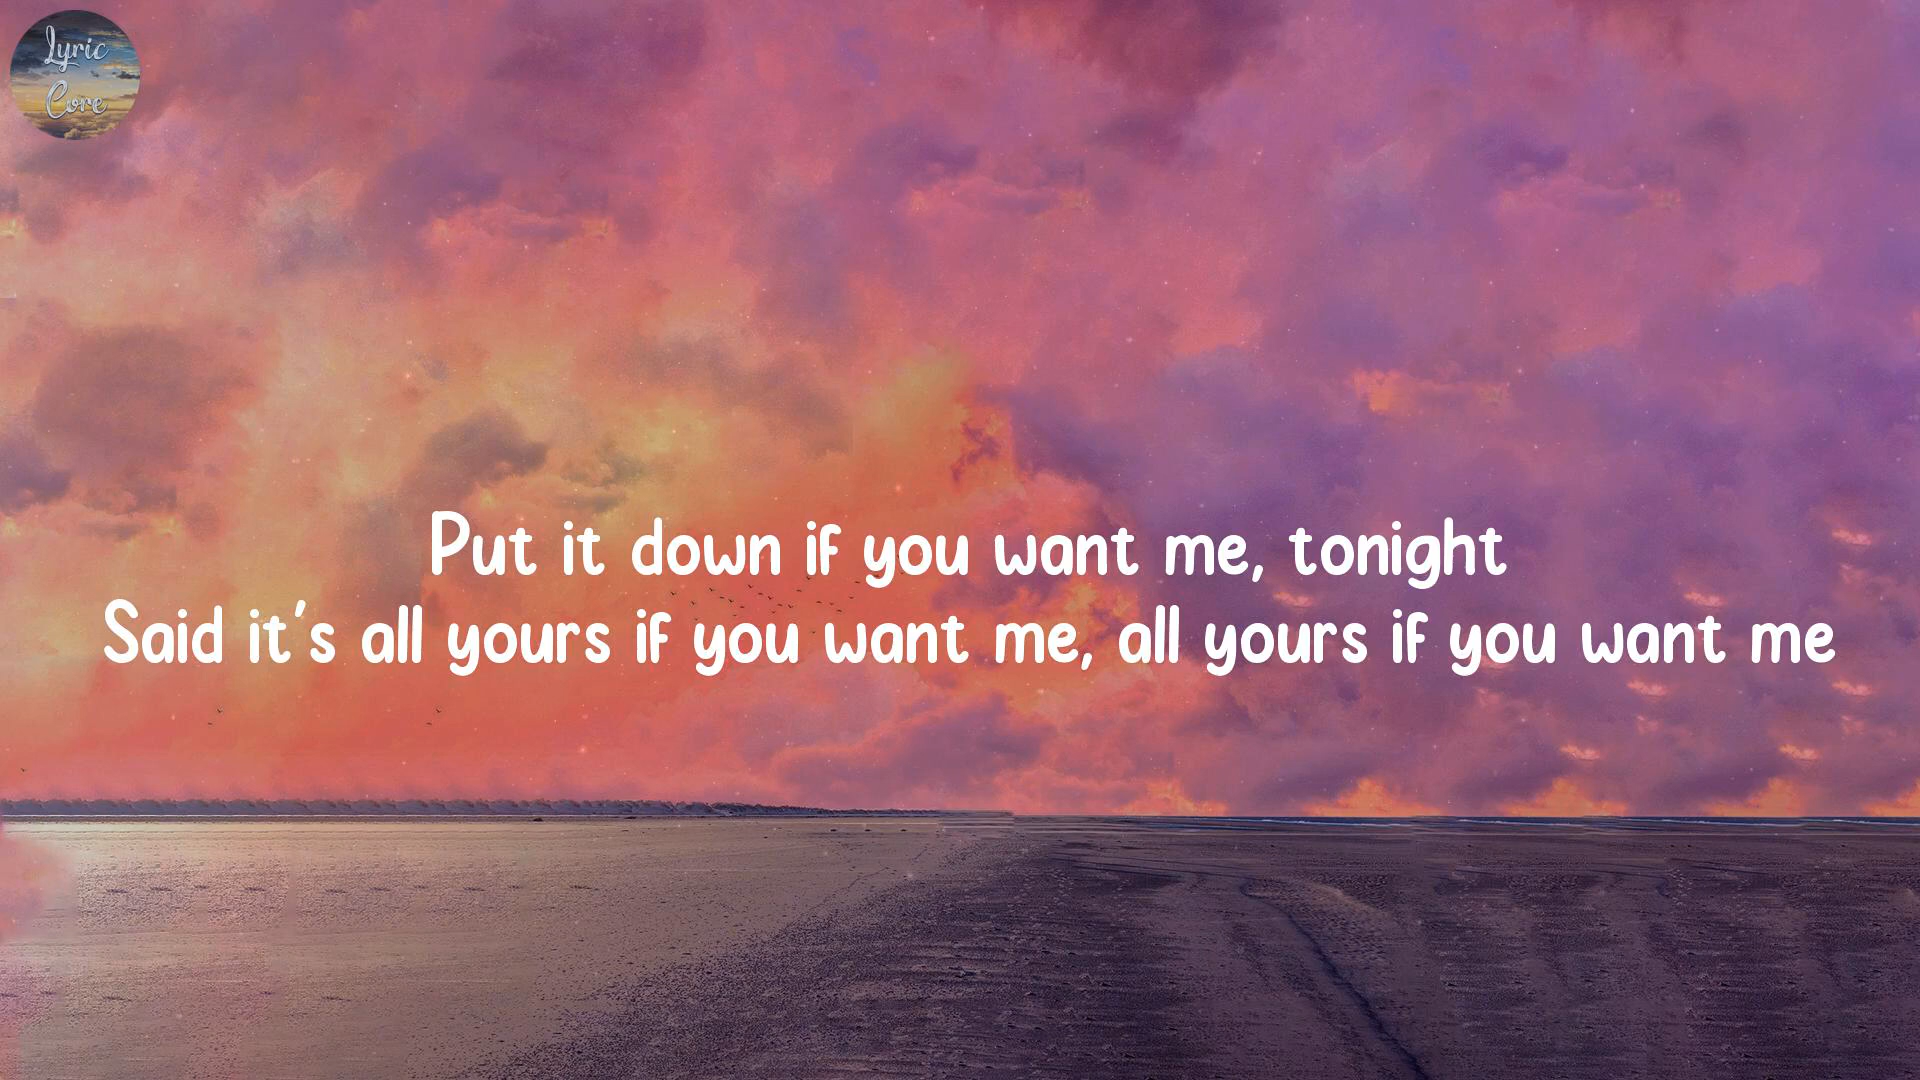 Lyric
Core
Put it down if you want me, tonight
Said it's all yours if you want me, all yours if you want me